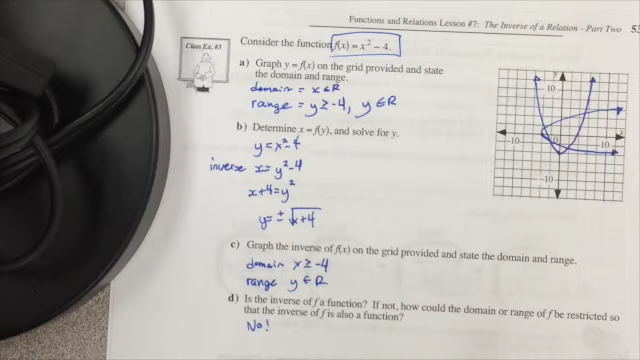 Functions and Relations Lesson #7: The Inverse of a Relation - Part Two 53
Class Ex. #3
Consider the function f(x) = x² – 4.
a) Graph y = f(x) on the grid provided and state
the domain and range.
domain = x ∈ R
range = y ≥ -4, y ∈ R
b) Determine x = f(y), and solve for y.
y = x² - 4
inverse x = y² - 4
x + 4 = y²
y = ± √x+4
c) Graph the inverse of f(x) on the grid provided and state the domain and range.
domain x ≥ -4
range y ∈ R
d) Is the inverse of f a function? If not, how could the domain or range of f be restricted so
that the inverse of f is also a function?
No!
y
10
-10
0
10
x
-10